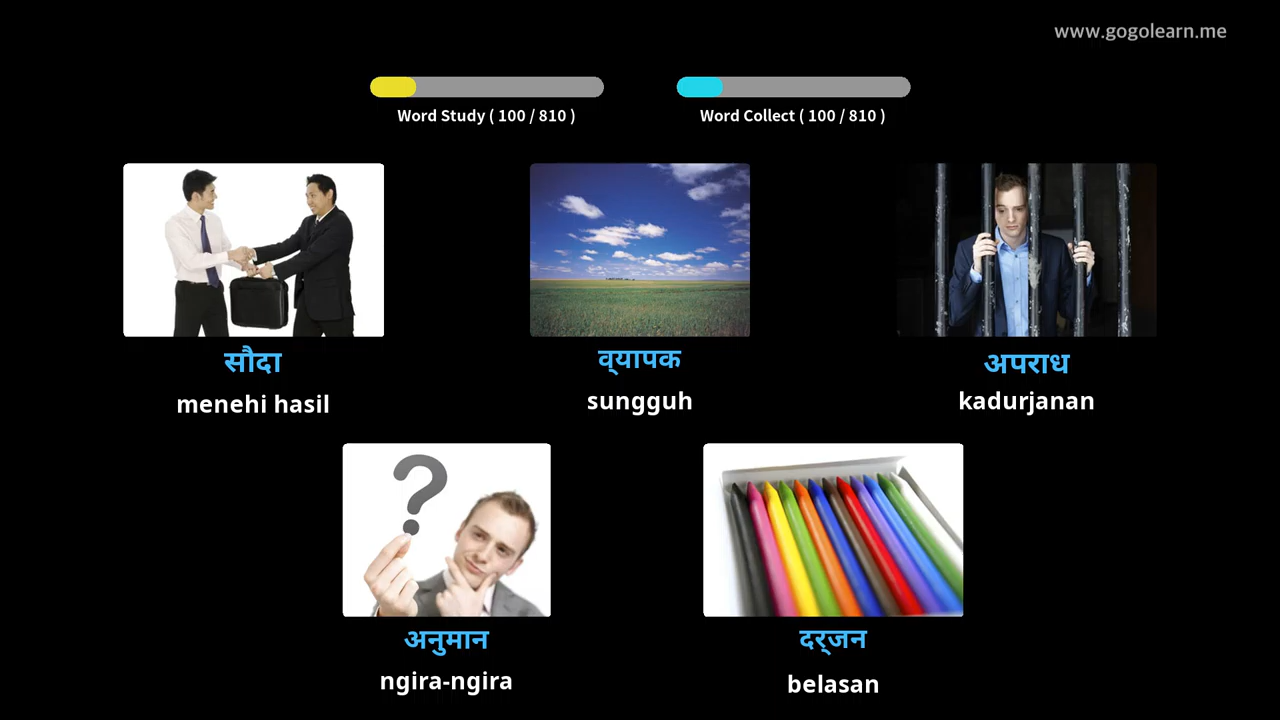 www.gogolearn.me
Word Study ( 100 / 810 )
Word Collect ( 100 / 810 )
सौदा
व्यापक
अपराध
menehi hasil
sungguh
kadurjanan
अनुमान
दर्जन
ngira-ngira
belasan